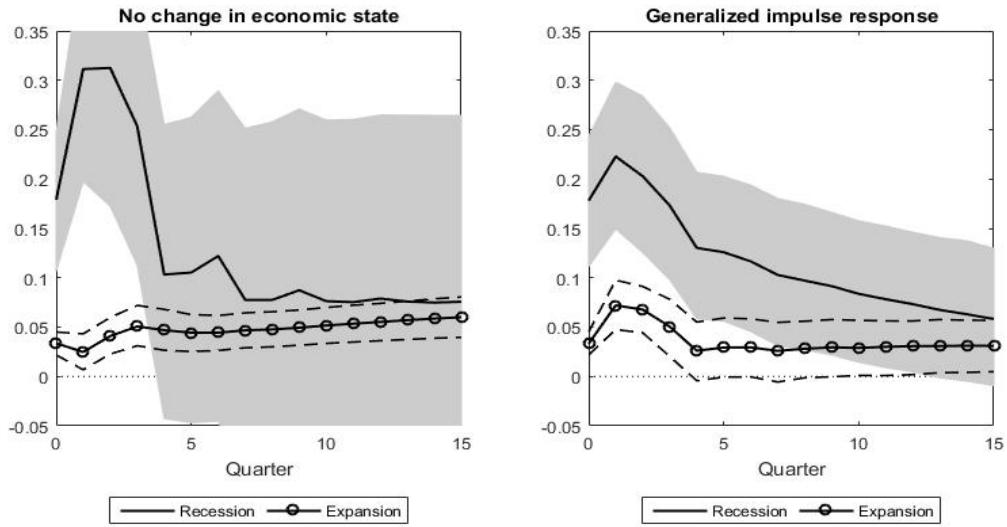 No change in economic state
0.35
0.3
0.25
0.2
0.15
0.1
0.05
0
-0.05
0 5 10 15
Quarter
Recession Expansion
Generalized impulse response
0.35
0.3
0.25
0.2
0.15
0.1
0.05
0
-0.05
0 5 10 15
Quarter
Recession Expansion